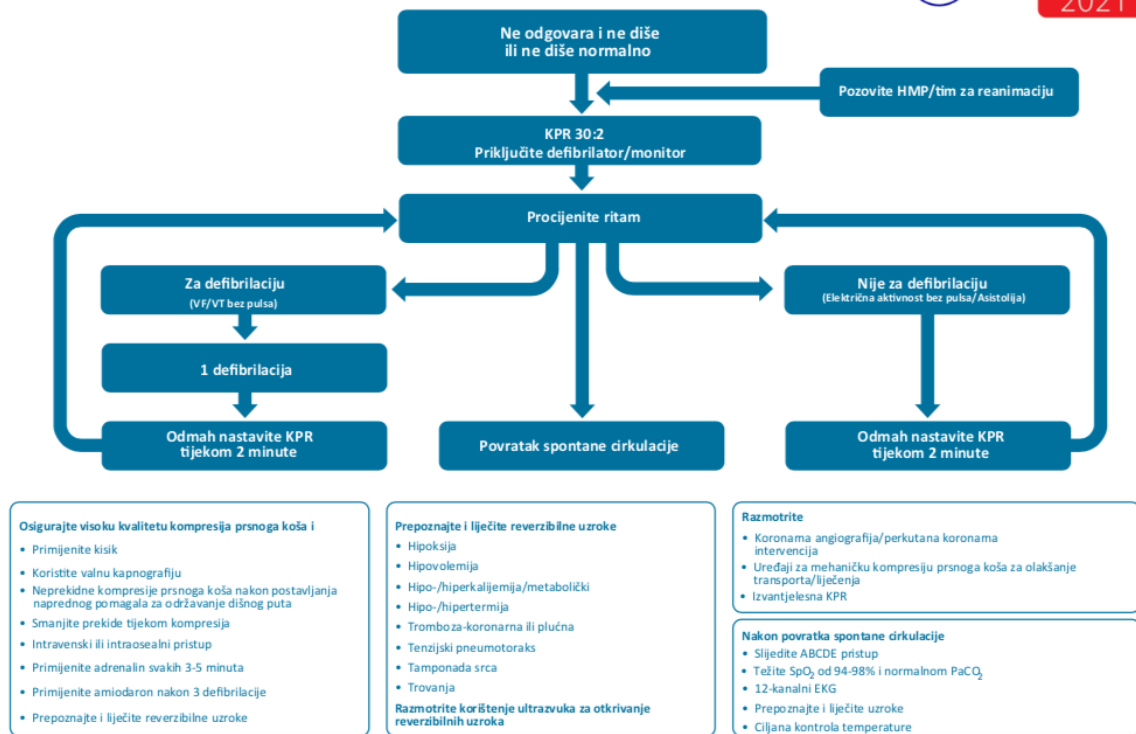 2021
Ne odgovara i ne diše
ili ne diše normalno
Pozovite HMP/tim za reanimaciju
KPR 30:2
Priključite defibrilator/monitor
Procijenite ritam
Za defibrilaciju
(VF/VT bez pulsa)
Nije za defibrilaciju
(Električna aktivnost bez pulsa/Asistolija)
1 defibrilacija
Odmah nastavite KPR
tijekom 2 minute
Povratak spontane cirkulacije
Odmah nastavite KPR
tijekom 2 minute
Osigurajte visoku kvalitetu kompresija prsnoga koša i
• Primijenite kisik
• Koristite valnu kapnografiju
• Neprekidne kompresije prsnoga koša nakon postavljanja
naprednog pomagala za održavanje dišnog puta
• Smanjite prekide tijekom kompresija
• Intravenski ili intraosealni pristup
• Primijenite adrenalin svakih 3-5 minuta
• Primijenite amiodaron nakon 3 defibrilacije
• Prepoznajte i liječite reverzibilne uzroke
Prepoznajte i liječite reverzibilne uzroke
• Hipoksija
• Hipovolemija
• Hipo-/hiperkalijemija/metabolički
• Hipo-/hipertermija
• Tromboza-koronarna ili plućna
• Tenzijski pneumotoraks
• Tamponada srca
• Trovanja
Razmotrite korištenje ultrazvuka za otkrivanje
reverzibilnih uzroka
Razmotrite
• Koronama angiografija/perkutana koronama
intervencija
• Uređaji za mehaničku kompresiju prsnoga koša za olakšanje
transporta/liječenja
• Izvantjelesna KPR
Nakon povratka spontane cirkulacije
• Slijedite ABCDE pristup
• Težite SpO₂ od 94-98% i normalnom PaCO₂
• 12-kanalni EKG
• Prepoznajte i liječite uzroke
• Ciljana kontrola temperature